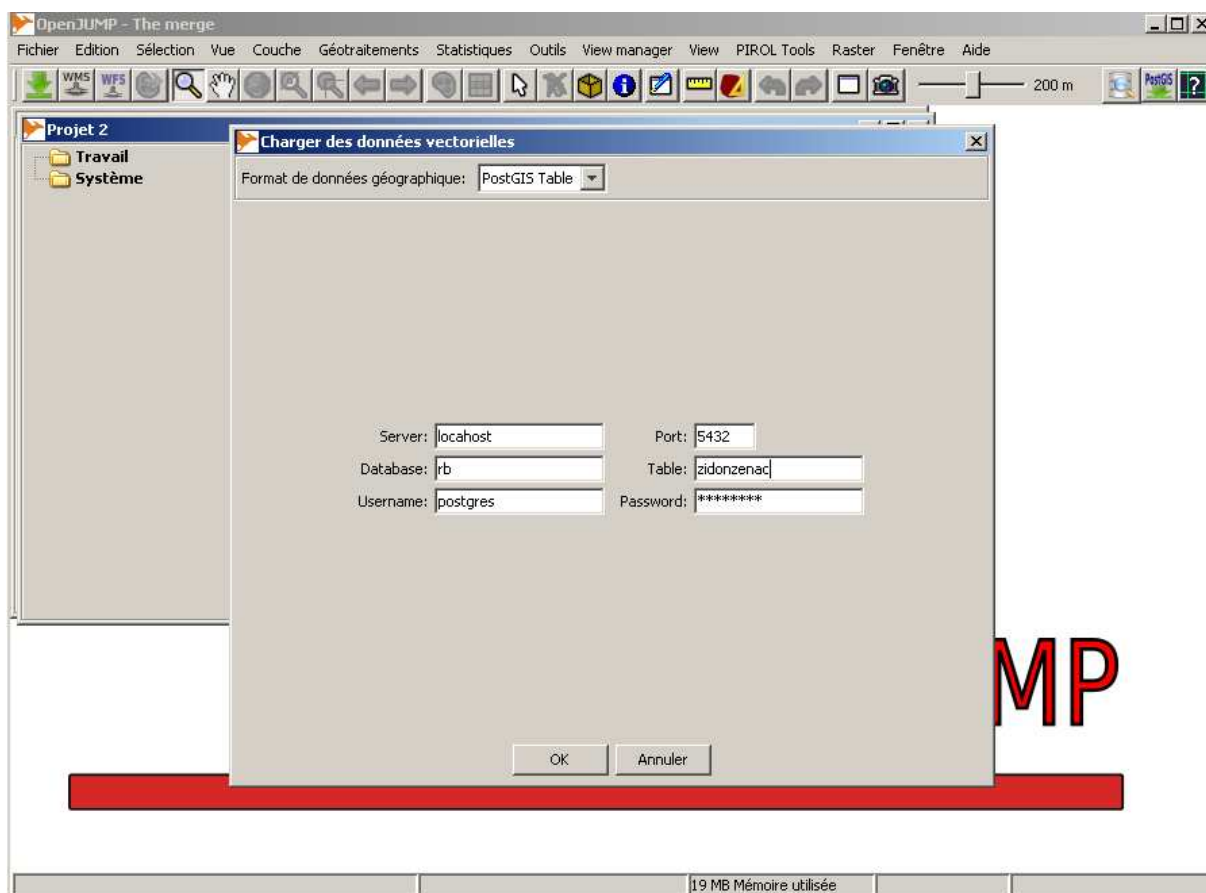 OpenJUMP - The merge
Fichier Edition Sélection Vue Couche Géotraitements Statistiques Outils View manager View PIROL Tools Raster Fenêtre Aide
WMS WFS 200 m PostGIS ?
Projet 2
Travail
Système
Charger des données vectorielles
Format de données géographique: PostGIS Table
Server: locahost Port: 5432
Database: rb Table: zidonzenac
Username: postgres Password: ********
OK Annuler
MP
19 MB Mémoire utilisée